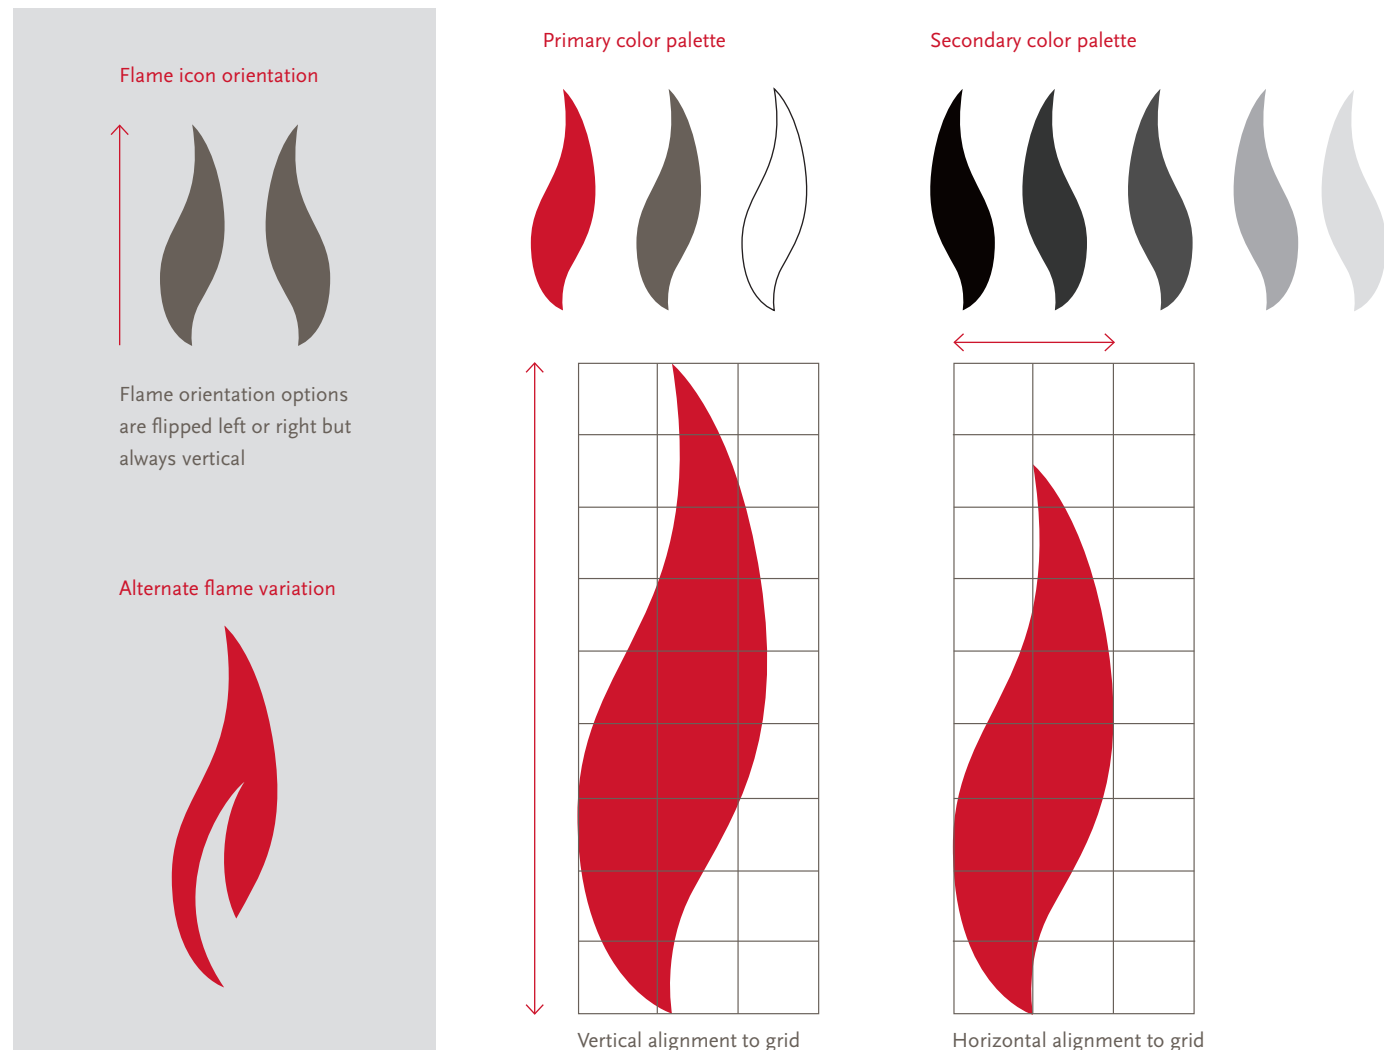 Flame icon orientation
Flame orientation options
are flipped left or right but
always vertical
Alternate flame variation
Primary color palette
Secondary color palette
Vertical alignment to grid
Horizontal alignment to grid